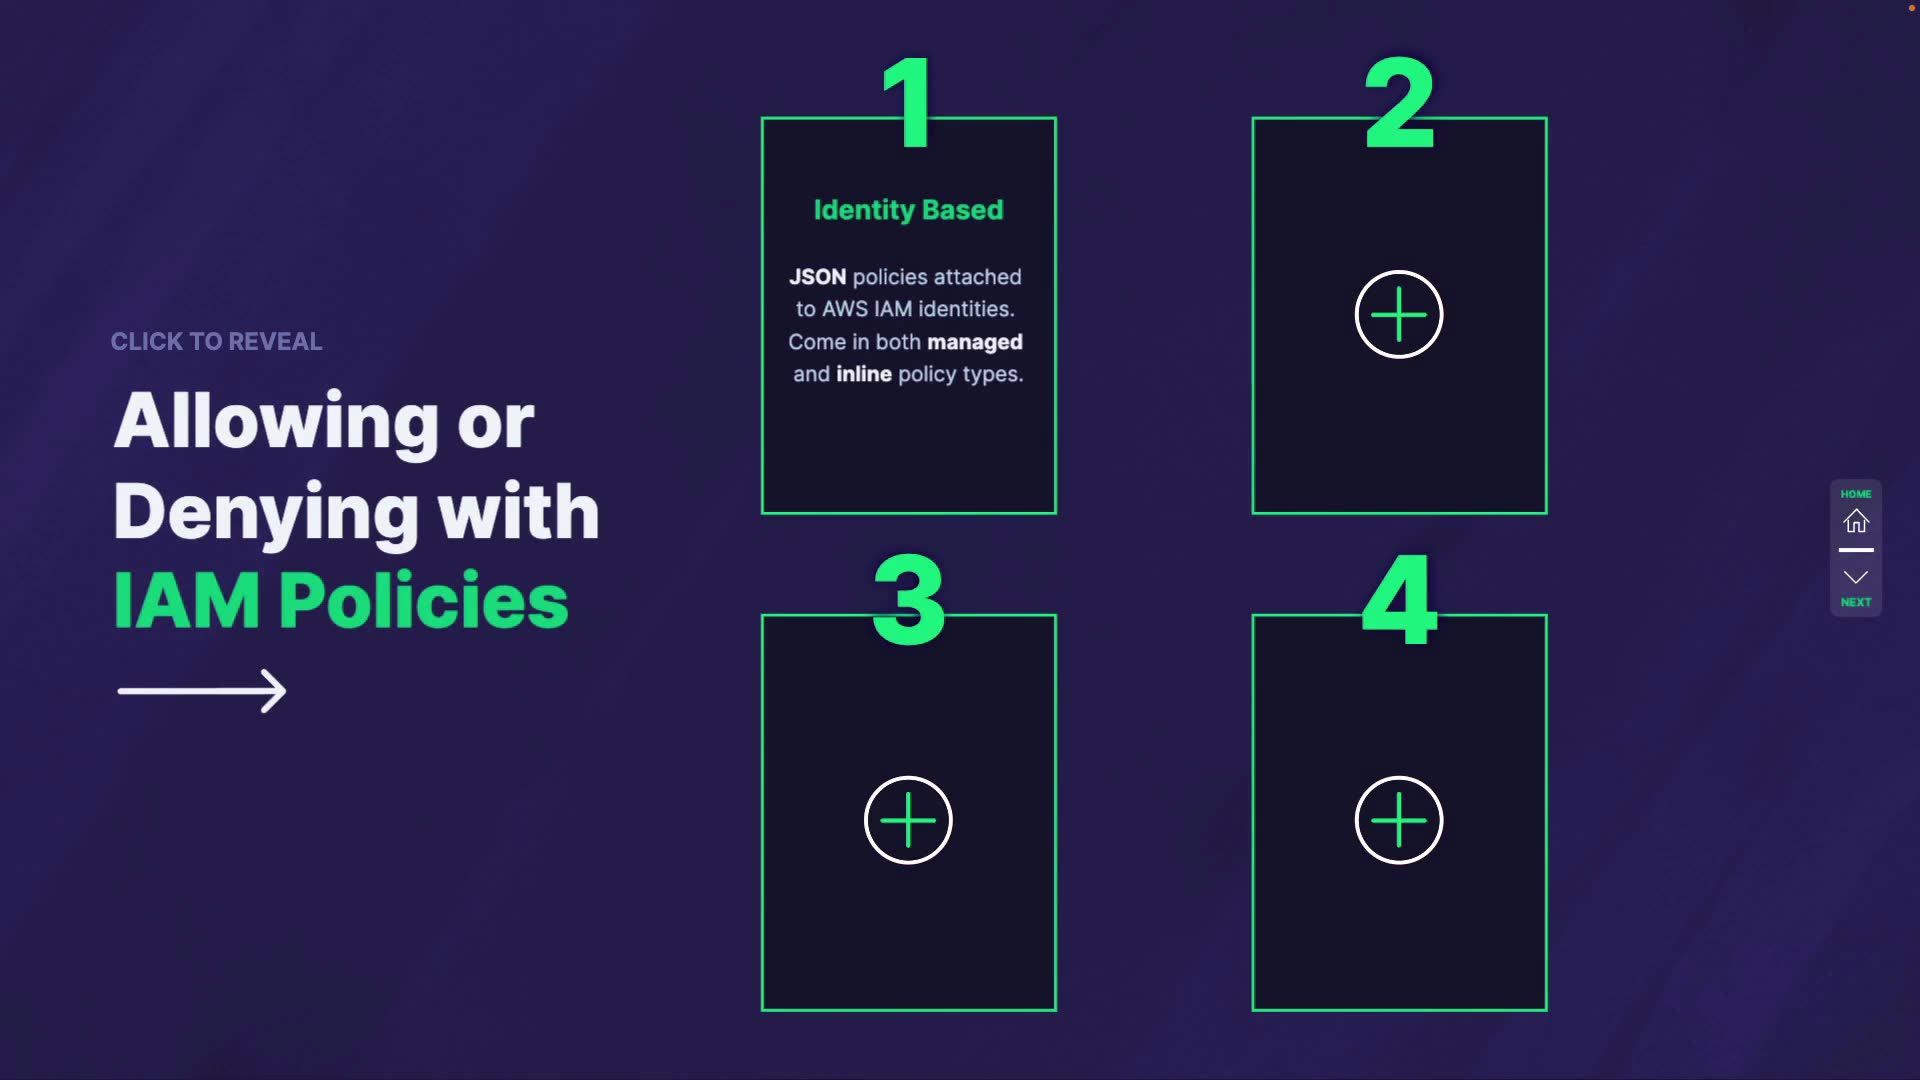 CLICK TO REVEAL
Allowing or
Denying with
IAM Policies
1
Identity Based
JSON policies attached
to AWS IAM identities.
Come in both managed
and inline policy types.
2
3
4
HOME
NEXT